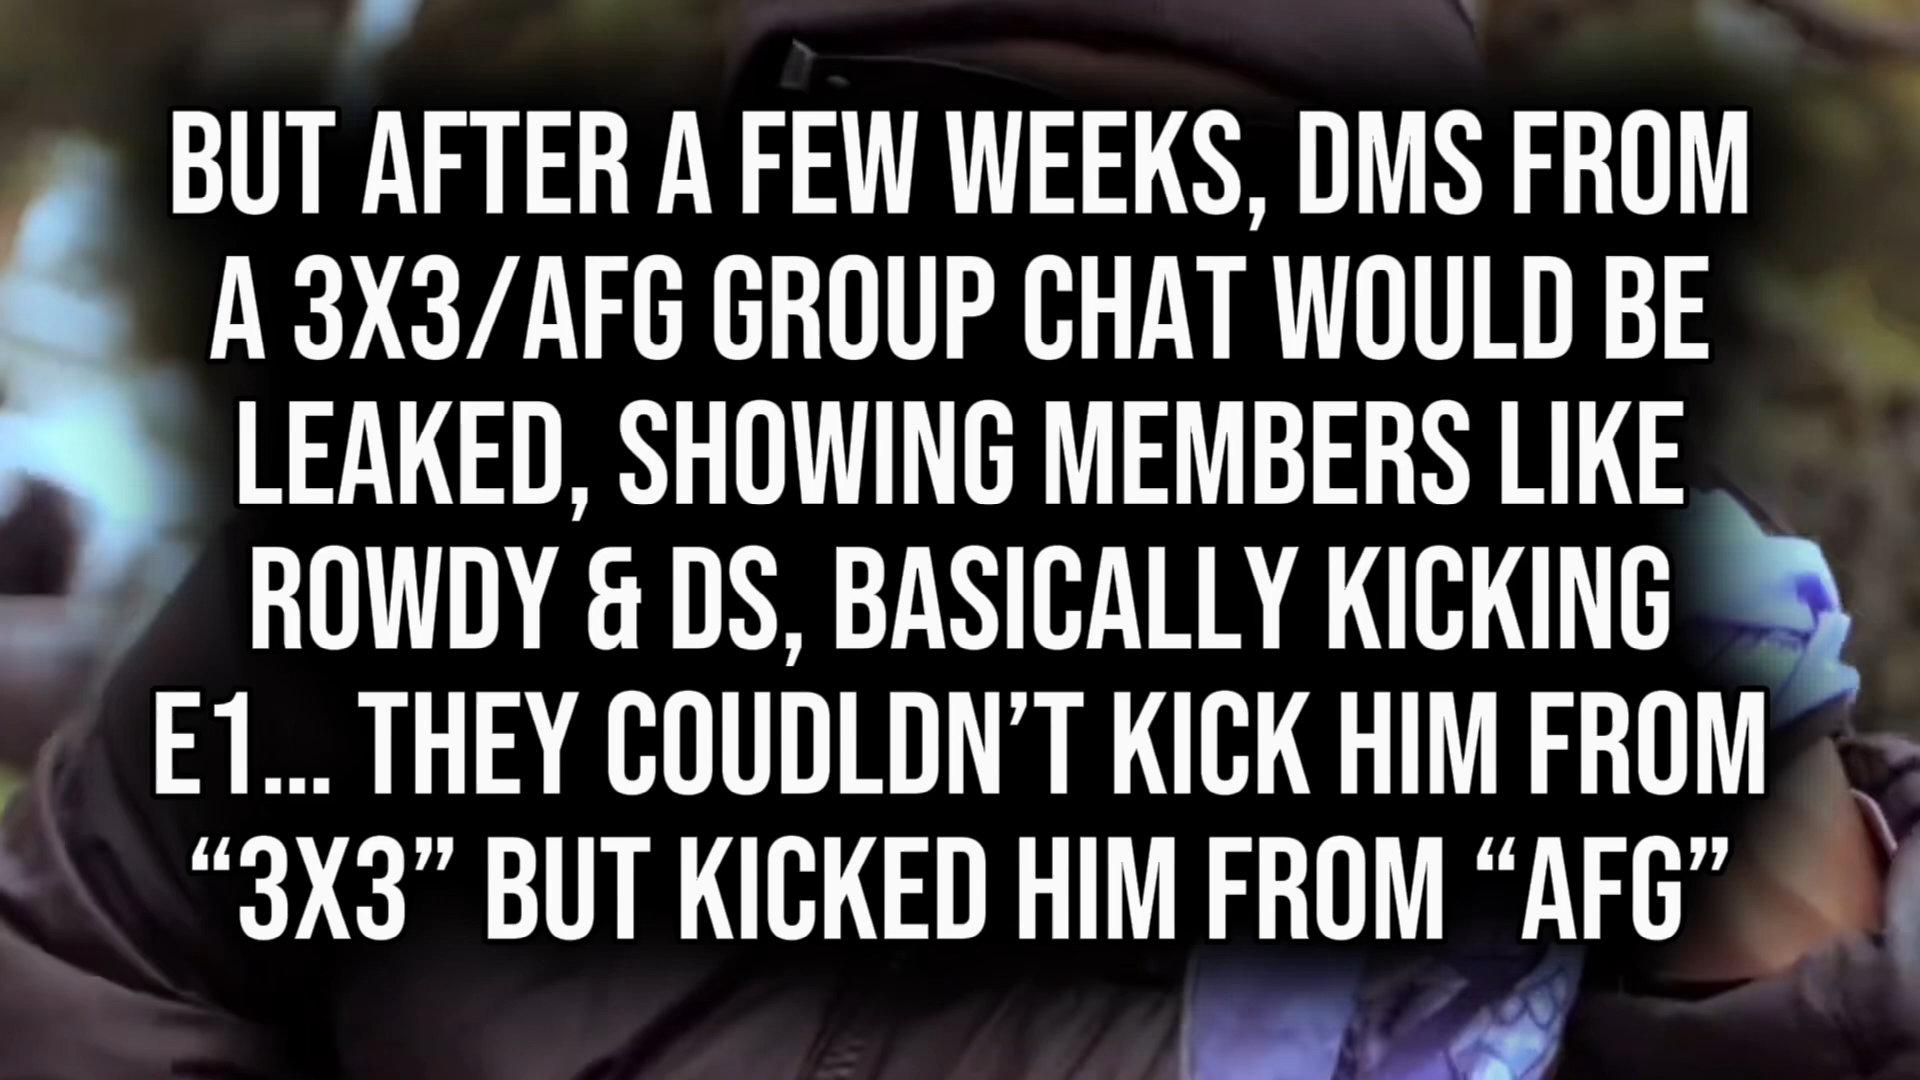 BUT AFTER A FEW WEEKS, DMS FROM
A 3X3/AFG GROUP CHAT WOULD BE
LEAKED, SHOWING MEMBERS LIKE
ROWDY & DS, BASICALLY KICKING
E1... THEY COUDLDN’T KICK HIM FROM
“3X3” BUT KICKED HIM FROM “AFG”